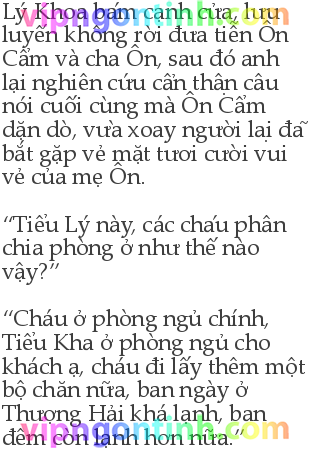 Lý Khoa bám cánh cửa, lưu
luyến không rời đưa tiễn Ôn
Cẩm và cha Ôn, sau đó anh
lại nghiên cứu cẩn thận câu
nói cuối cùng mà Ôn Cẩm
dặn dò, vừa xoay người lại đã
bắt gặp vẻ mặt tươi cười vui
vẻ của mẹ Ôn.
“Tiểu Lý này, các cháu phân
chia phòng ở như thế nào
vậy?”
“Cháu ở phòng ngủ chính,
Tiểu Kha ở phòng ngủ cho
khách ạ, cháu đi lấy thêm một
bộ chăn nữa, ban ngày ở
Thượng Hải khá lạnh, ban
đêm còn lạnh hơn nữa.”
vipngontinh.com
vipngontinh.com